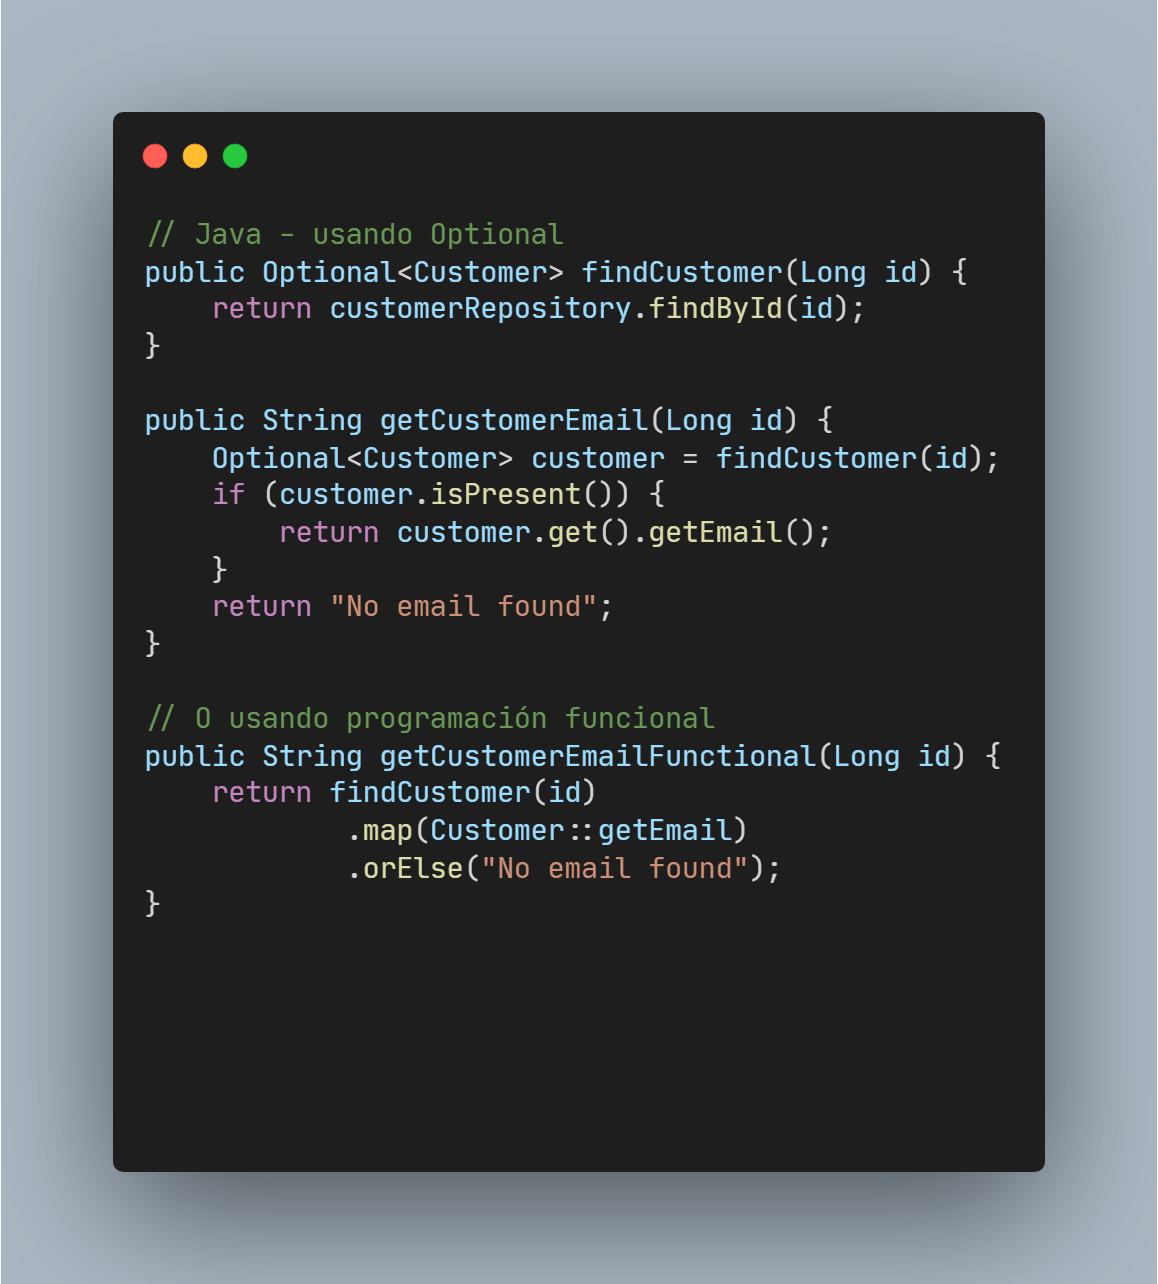 // Java - usando Optional
public Optional<Customer> findCustomer(Long id) {
    return customerRepository.findById(id);
}

public String getCustomerEmail(Long id) {
    Optional<Customer> customer = findCustomer(id);
    if (customer.isPresent()) {
        return customer.get().getEmail();
    }
    return "No email found";
}

// O usando programación funcional
public String getCustomerEmailFunctional(Long id) {
    return findCustomer(id)
            .map(Customer::getEmail)
            .orElse("No email found");
}